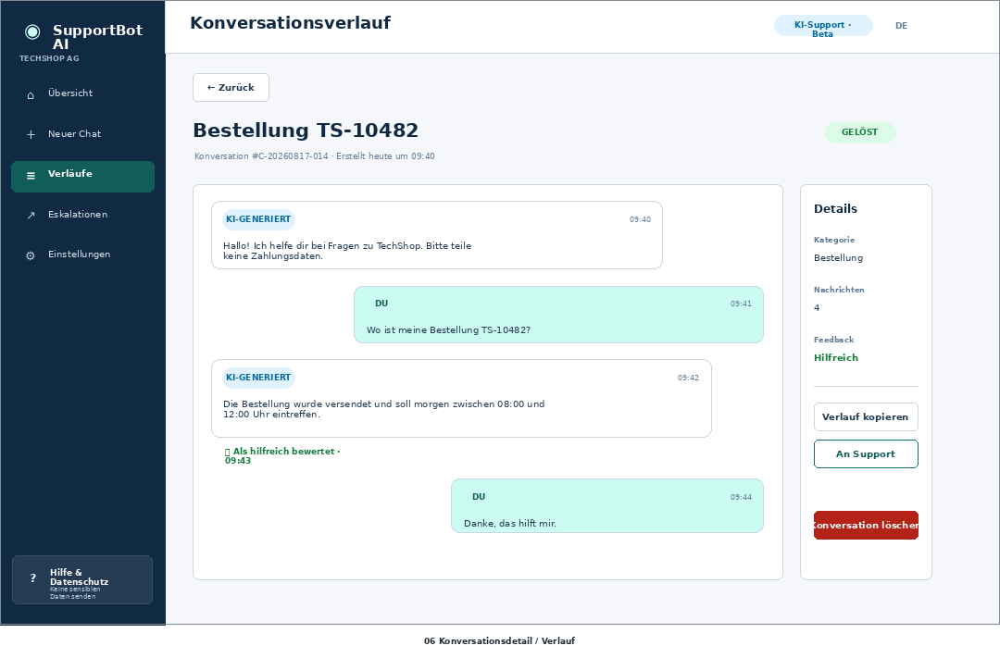 SupportBot
AI
TECHSHOP AG
Übersicht
Neuer Chat
Verläufe
Eskalationen
Einstellungen
?
Hilfe &
Datenschutz
Keine sensiblen
Daten senden
Konversationsverlauf
KI-Support ·
Beta
DE
← Zurück
Bestellung TS-10482
GELÖST
Konversation #C-20260817-014 · Erstellt heute um 09:40
KI-GENERIERT
09:40
Hallo! Ich helfe dir bei Fragen zu TechShop. Bitte teile
keine Zahlungsdaten.
DU
09:41
Wo ist meine Bestellung TS-10482?
KI-GENERIERT
09:42
Die Bestellung wurde versendet und soll morgen zwischen 08:00 und
12:00 Uhr eintreffen.
Als hilfreich bewertet ·
09:43
DU
09:44
Danke, das hilft mir.
Details
Kategorie
Bestellung
Nachrichten
4
Feedback
Hilfreich
Verlauf kopieren
An Support
Konversation löschen
06 Konversationsdetail / Verlauf